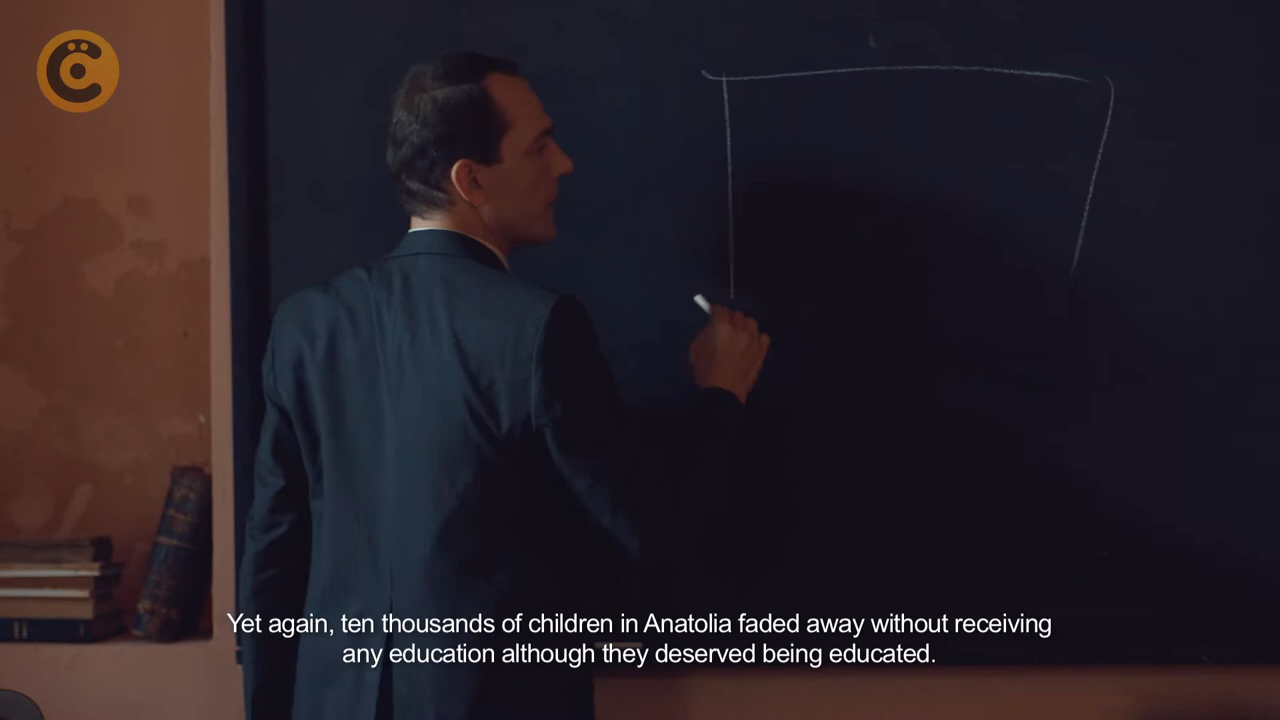 Yet again, ten thousands of children in Anatolia faded away without receiving
any education although they deserved being educated.